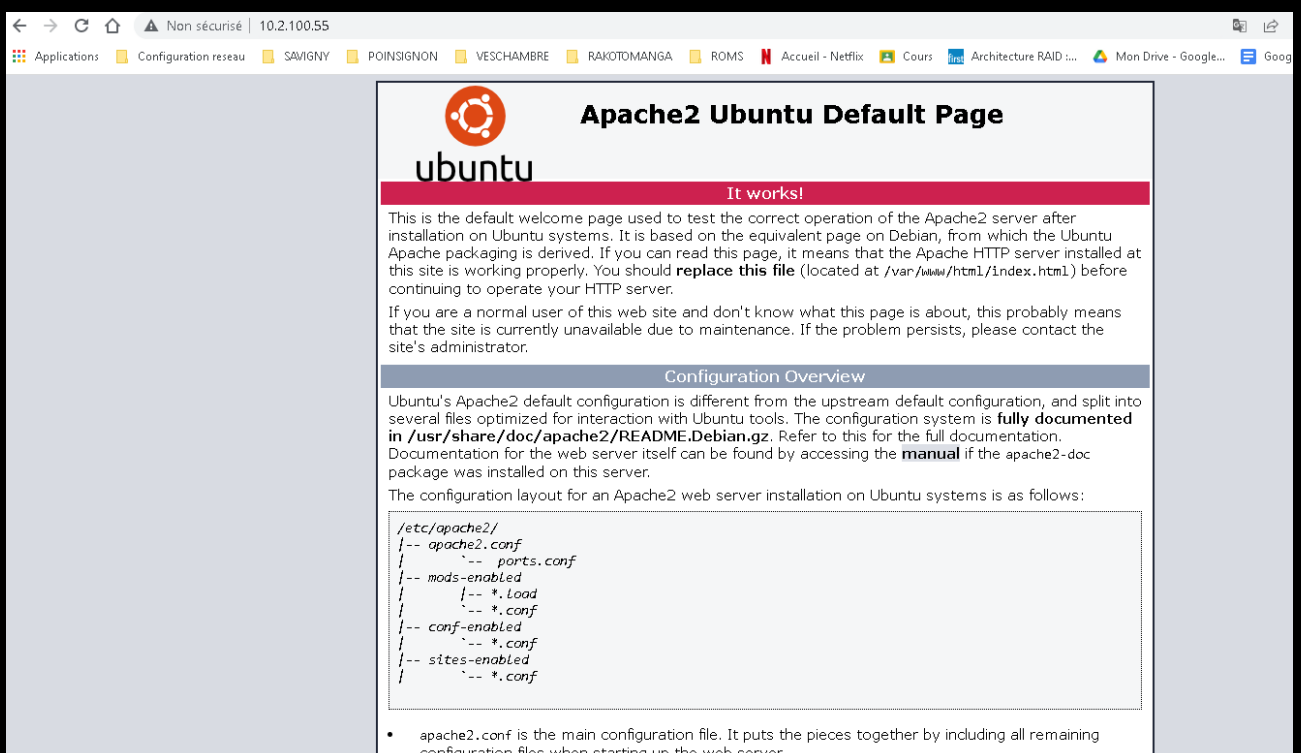 Non sécurisé | 10.2.100.55
Applications Configuration reseau SAVIGNY POINSIGNON VESCHAMBRE RAKOTOMANGA ROMS N Accueil - Netflix Cours first Architecture RAID :... Mon Drive - Google... Goog
Apache2 Ubuntu Default Page
ubuntu
It works!
This is the default welcome page used to test the correct operation of the Apache2 server after
installation on Ubuntu systems. It is based on the equivalent page on Debian, from which the Ubuntu
Apache packaging is derived. If you can read this page, it means that the Apache HTTP server installed at
this site is working properly. You should replace this file (located at /var/www/html/index.html) before
continuing to operate your HTTP server.
If you are a normal user of this web site and don't know what this page is about, this probably means
that the site is currently unavailable due to maintenance. If the problem persists, please contact the
site's administrator.
Configuration Overview
Ubuntu's Apache2 default configuration is different from the upstream default configuration, and split into
several files optimized for interaction with Ubuntu tools. The configuration system is fully documented
in /usr/share/doc/apache2/README.Debian.gz. Refer to this for the full documentation.
Documentation for the web server itself can be found by accessing the manual if the apache2-doc
package was installed on this server.
The configuration layout for an Apache2 web server installation on Ubuntu systems is as follows:
/etc/apache2/
|-- apache2.conf
|       `--  ports.conf
|-- mods-enabled
|       |-- *.load
|       `-- *.conf
|-- conf-enabled
|       `-- *.conf
|-- sites-enabled
|       `-- *.conf
• apache2.conf is the main configuration file. It puts the pieces together by including all remaining
configuration files when starting up the web server.